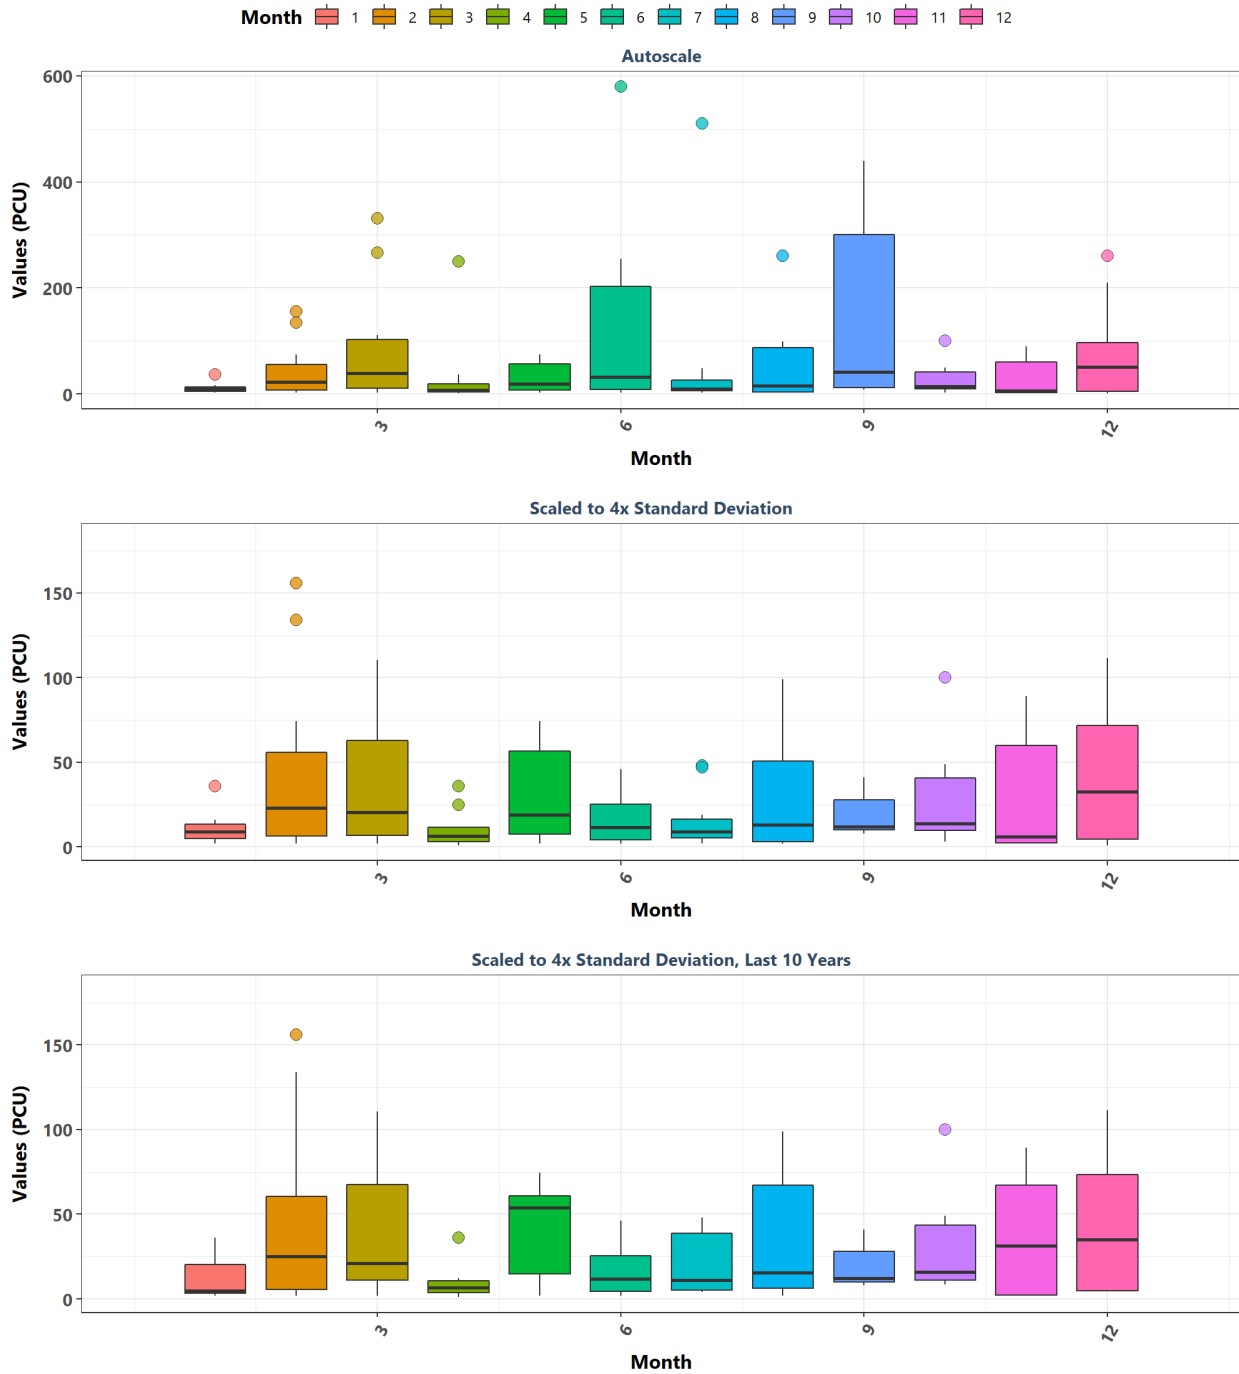 Month 1 2 3 4 5 6 7 8 9 10 11 12
Autoscale
Values (PCU)
600
400
200
0
3 6 9 12
Month
Scaled to 4x Standard Deviation
Values (PCU)
150
100
50
0
3 6 9 12
Month
Scaled to 4x Standard Deviation, Last 10 Years
Values (PCU)
150
100
50
0
3 6 9 12
Month